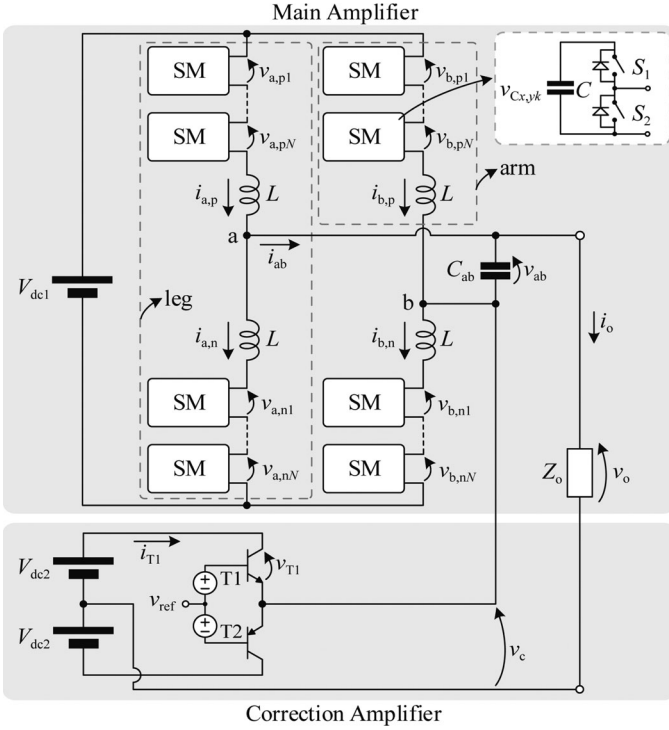 Main Amplifier
SM
v_a,p1
SM
v_b,p1
v_Cx,yk
C
S_1
S_2
SM
v_a,pN
SM
v_b,pN
arm
i_a,p
L
i_b,p
L
a
i_ab
C_ab
v_ab
V_dc1
leg
b
i_o
i_a,n
L
i_b,n
L
SM
v_a,n1
SM
v_b,n1
SM
v_a,nN
SM
v_b,nN
Z_o
v_o
V_dc2
i_T1
T1
v_T1
v_ref
T2
V_dc2
v_c
Correction Amplifier